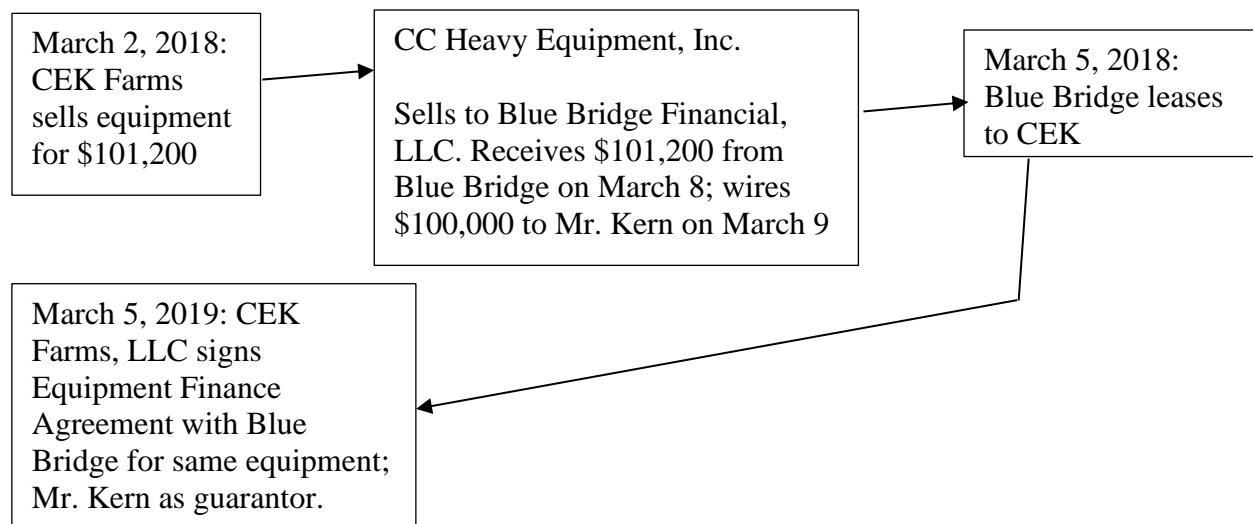 March 2, 2018:
CEK Farms
sells equipment
for $101,200
CC Heavy Equipment, Inc.
Sells to Blue Bridge Financial,
LLC. Receives $101,200 from
Blue Bridge on March 8; wires
$100,000 to Mr. Kern on March 9
March 5, 2018:
Blue Bridge leases
to CEK
March 5, 2019: CEK
Farms, LLC signs
Equipment Finance
Agreement with Blue
Bridge for same equipment;
Mr. Kern as guarantor.